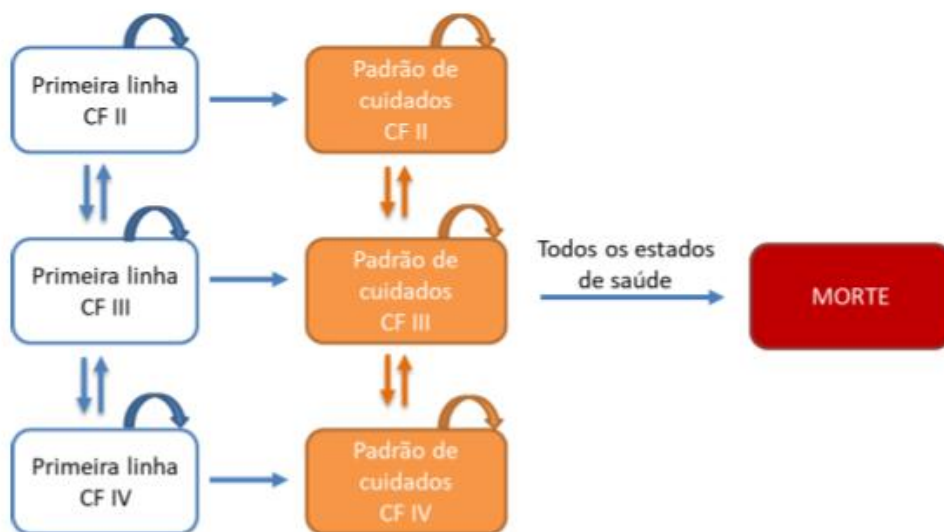 Primeira linha
CF II
Padrão de
cuidados
CF II
Primeira linha
CF III
Padrão de
cuidados
CF III
Todos os estados
de saúde
MORTE
Primeira linha
CF IV
Padrão de
cuidados
CF IV